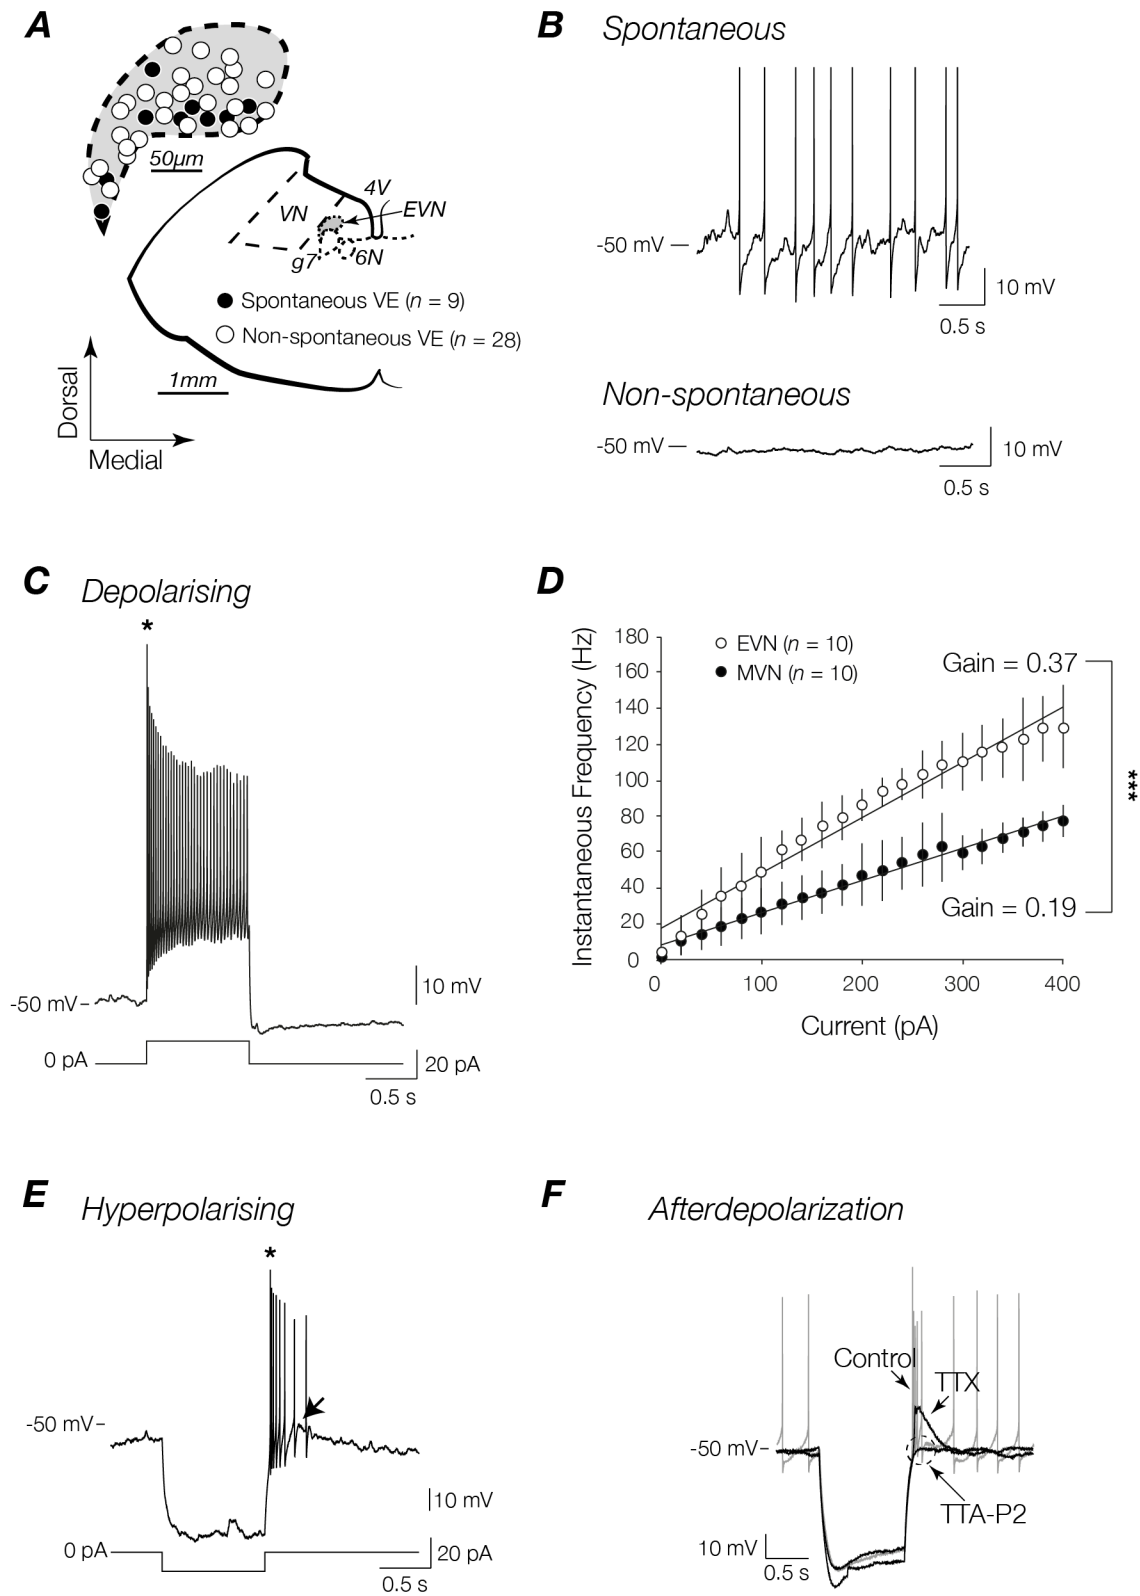 A
50µm
VN
4V
EVN
g7
6N
Spontaneous VE (n = 9)
Non-spontaneous VE (n = 28)
1mm
Dorsal
Medial
B
Spontaneous
-50 mV
10 mV
0.5 s
Non-spontaneous
-50 mV
10 mV
0.5 s
C
Depolarising
*
-50 mV
10 mV
0 pA
20 pA
0.5 s
D
Instantaneous Frequency (Hz)
180
160
140
120
100
80
60
40
20
0
EVN (n = 10)
MVN (n = 10)
Gain = 0.37
***
Gain = 0.19
0 100 200 300 400
Current (pA)
E
Hyperpolarising
*
-50 mV
10 mV
0 pA
20 pA
0.5 s
F
Afterdepolarization
Control
TTX
-50 mV
TTA-P2
10 mV
0.5 s